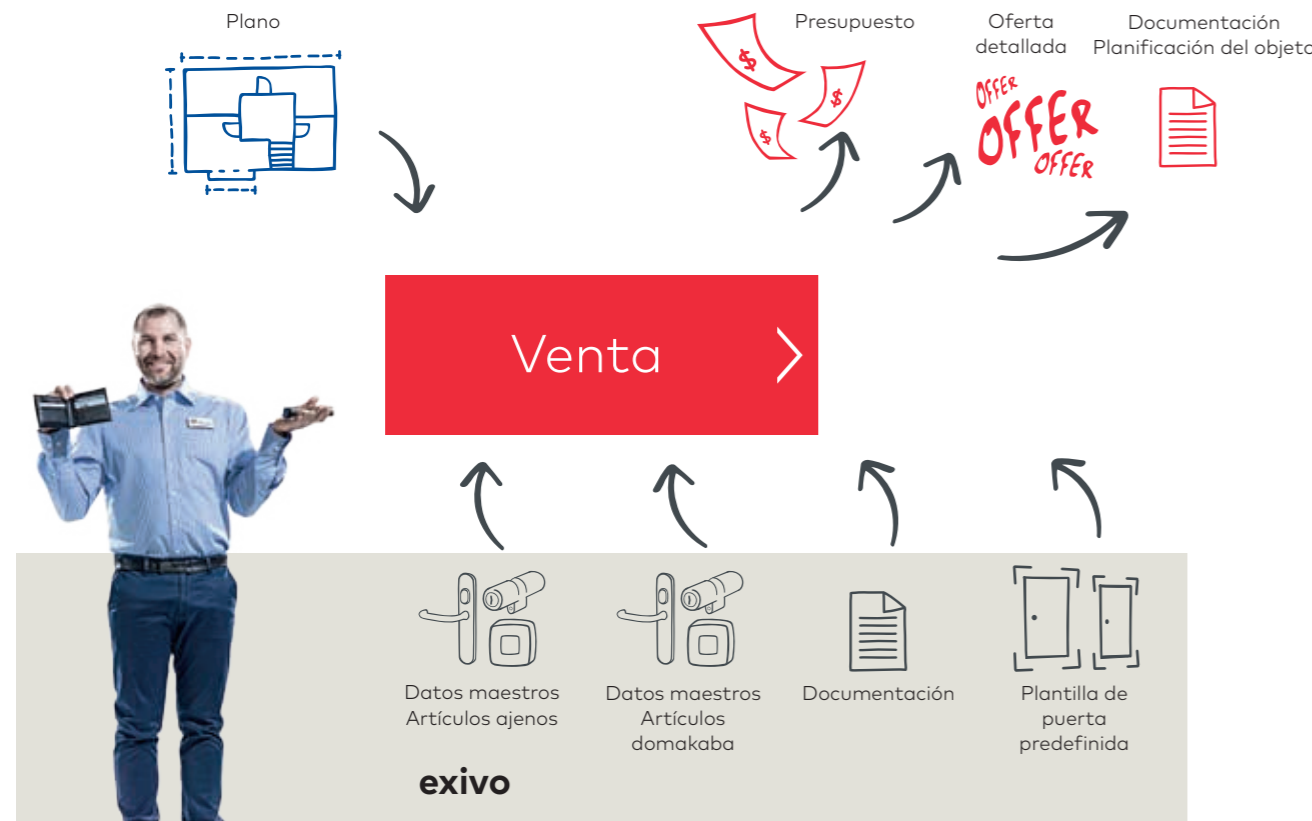 Plano
Presupuesto
Oferta
detallada
Documentación
Planificación del objeto
$
$
$
OFFER
OFFER
OFFER
Venta
Datos maestros
Artículos ajenos
Datos maestros
Artículos
domakaba
Documentación
Plantilla de
puerta
predefinida
exivo